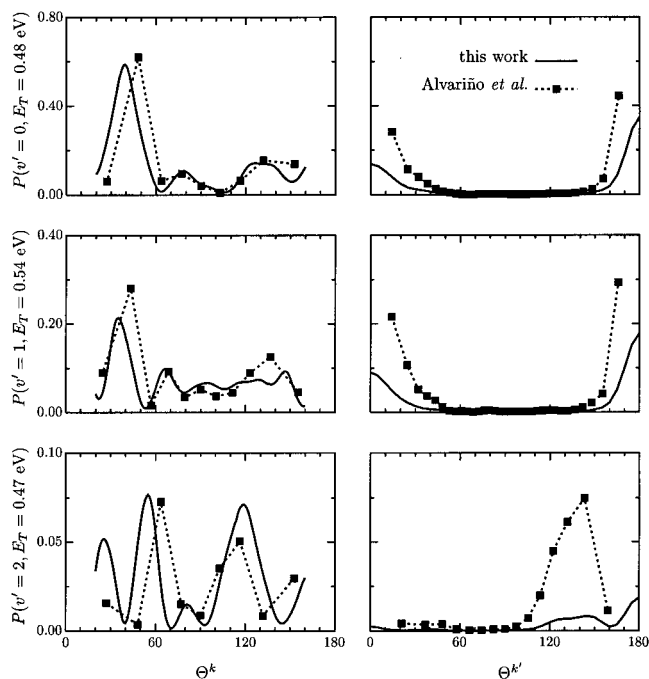 P(v′ = 0, E_T = 0.48 eV)
0.80
0.40
0.00
this work
Alvariño et al.
P(v′ = 1, E_T = 0.54 eV)
0.40
0.20
0.00
P(v′ = 2, E_T = 0.47 eV)
0.10
0.05
0.00
0 60 120 180
0 60 120 180
Θ^k
Θ^k′